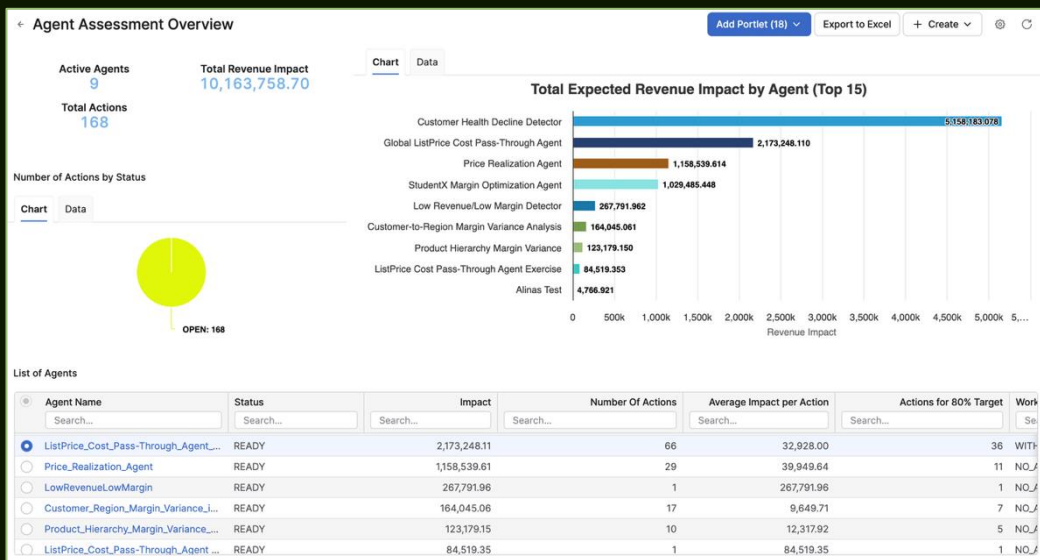 ← Agent Assessment Overview
Add Portlet (18)
Export to Excel
+ Create
Active Agents
9
Total Revenue Impact
10,163,758.70
Total Actions
168
Number of Actions by Status
Chart Data
OPEN: 168
Chart Data
Total Expected Revenue Impact by Agent (Top 15)
Customer Health Decline Detector 5,158,183.078
Global ListPrice Cost Pass-Through Agent 2,173,248.110
Price Realization Agent 1,158,539.614
StudentX Margin Optimization Agent 1,029,485.448
Low Revenue/Low Margin Detector 267,791.962
Customer-to-Region Margin Variance Analysis 164,045.061
Product Hierarchy Margin Variance 123,179.150
ListPrice Cost Pass-Through Agent Exercise 84,519.353
Alinas Test 4,766.921
0 500k 1,000k 1,500k 2,000k 2,500k 3,000k 3,500k 4,000k 4,500k 5,000k 5,...
Revenue Impact
List of Agents
Agent Name Status Impact Number Of Actions Average Impact per Action Actions for 80% Target Work
Search... Search... Search... Search... Search... Search... Se
ListPrice_Cost_Pass-Through_Agent_... READY 2,173,248.11 66 32,928.00 36 WITH
Price_Realization_Agent READY 1,158,539.61 29 39,949.64 11 NO_A
LowRevenueLowMargin READY 267,791.96 1 267,791.96 1 NO_A
Customer_Region_Margin_Variance_i... READY 164,045.06 17 9,649.71 7 NO_A
Product_Hierarchy_Margin_Variance_... READY 123,179.15 10 12,317.92 5 NO_A
ListPrice_Cost_Pass-Through_Agent ... READY 84,519.35 1 84,519.35 1 NO_A